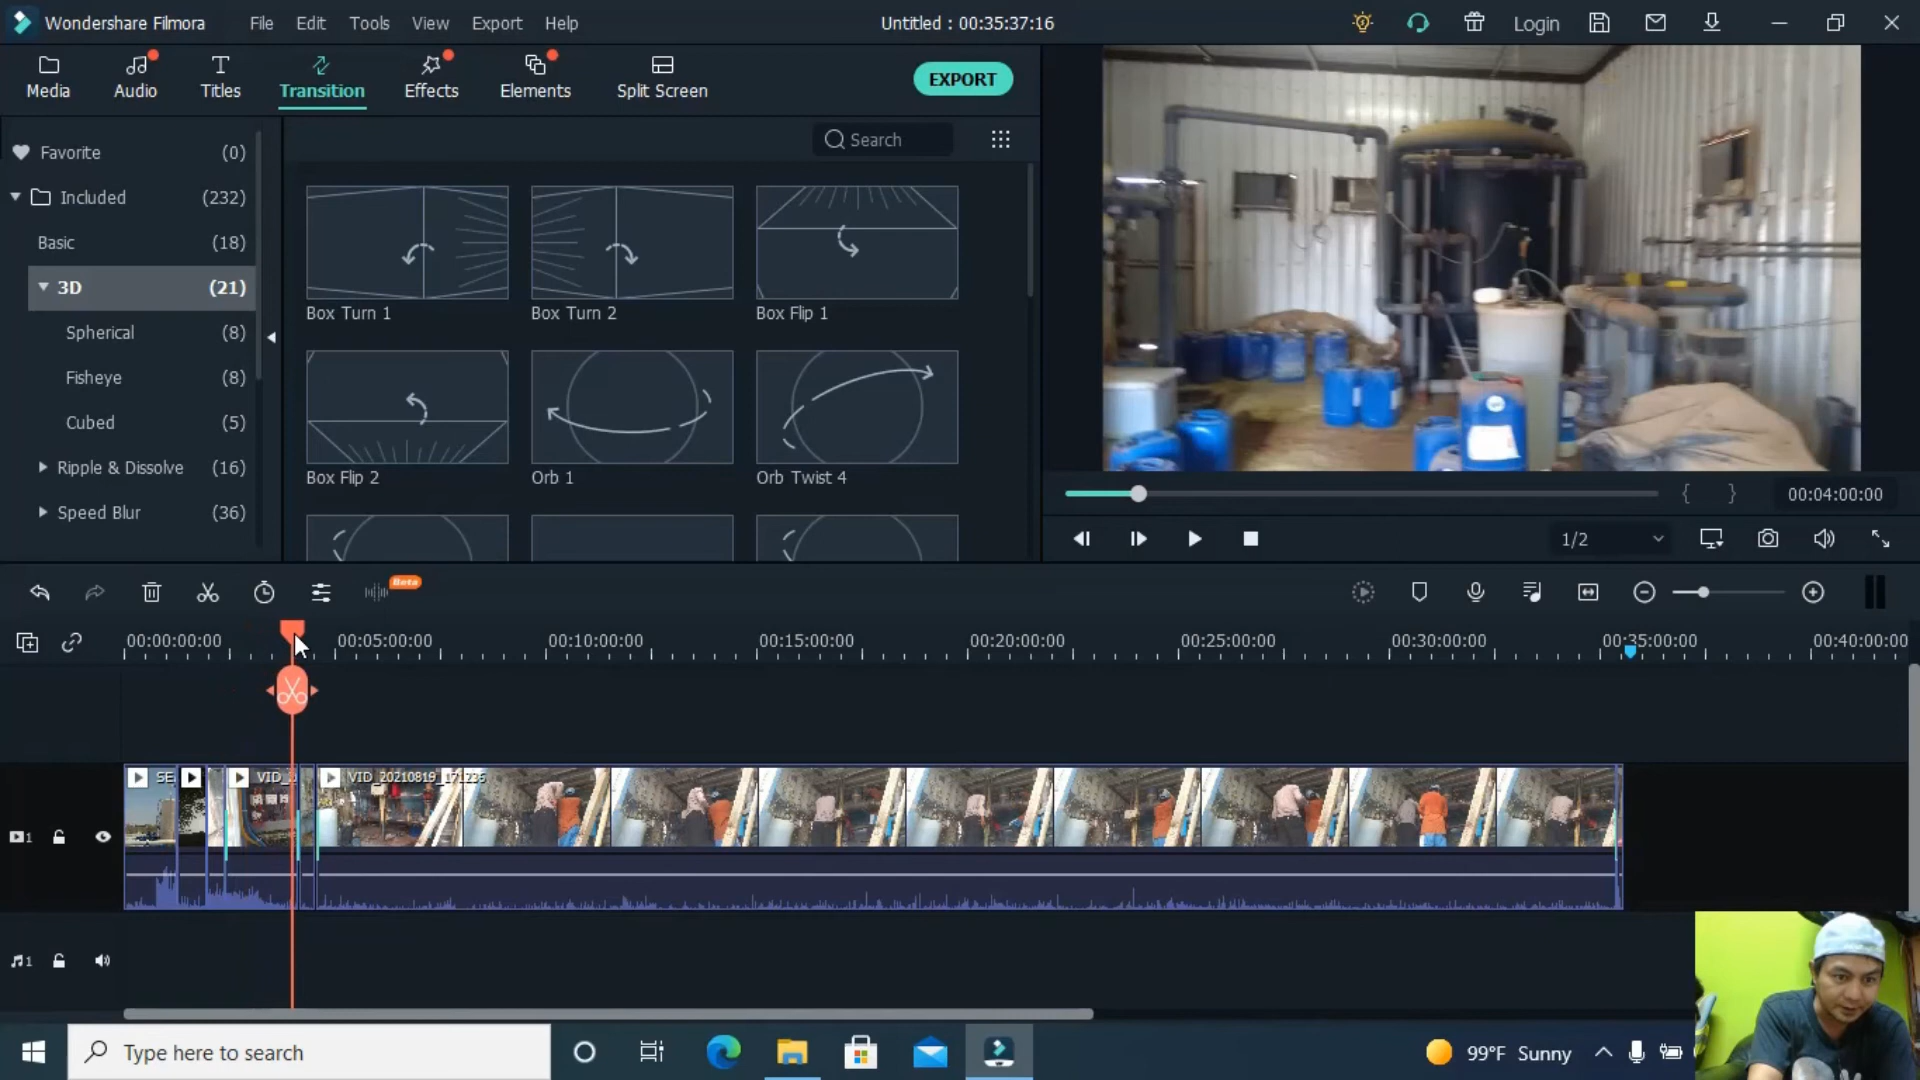 Wondershare Filmora File Edit Tools View Export Help Untitled : 00:35:37:16 Login
Media Audio Titles Transition Effects Elements Split Screen EXPORT
Favorite (0)
Search
Included (232)
Basic (18)
3D (21)
Spherical (8)
Fisheye (8)
Cubed (5)
Ripple & Dissolve (16)
Speed Blur (36)
Box Turn 1 Box Turn 2 Box Flip 1
Box Flip 2 Orb 1 Orb Twist 4
{ } 00:04:00:00
1/2
Beta
00:00:00:00 00:05:00:00 00:10:00:00 00:15:00:00 00:20:00:00 00:25:00:00 00:30:00:00 00:35:00:00 00:40:00:00
VID_20210819_171236
1
1
Type here to search
99°F Sunny